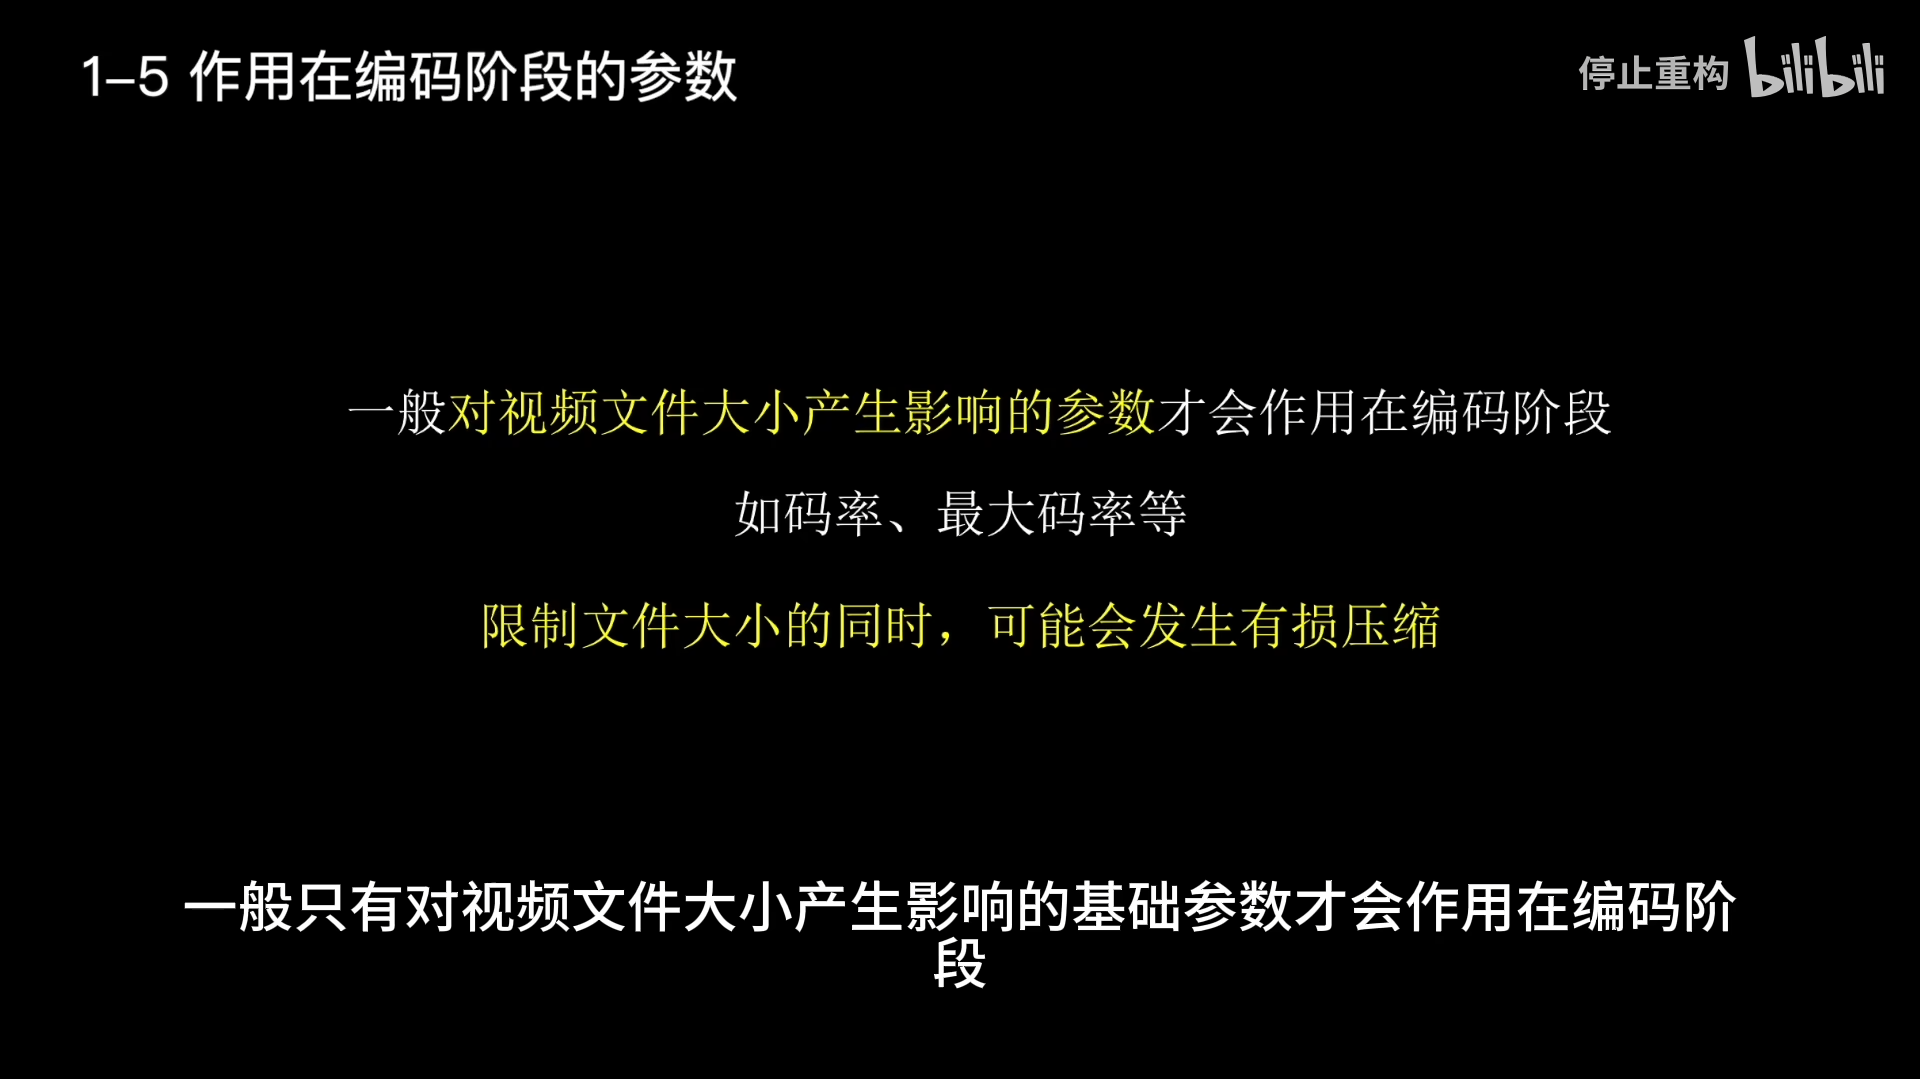 1-5 作用在编码阶段的参数
停止重构 bilibili
一般对视频文件大小产生影响的参数才会作用在编码阶段
如码率、最大码率等
限制文件大小的同时，可能会发生有损压缩
一般只有对视频文件大小产生影响的基础参数才会作用在编码阶
段